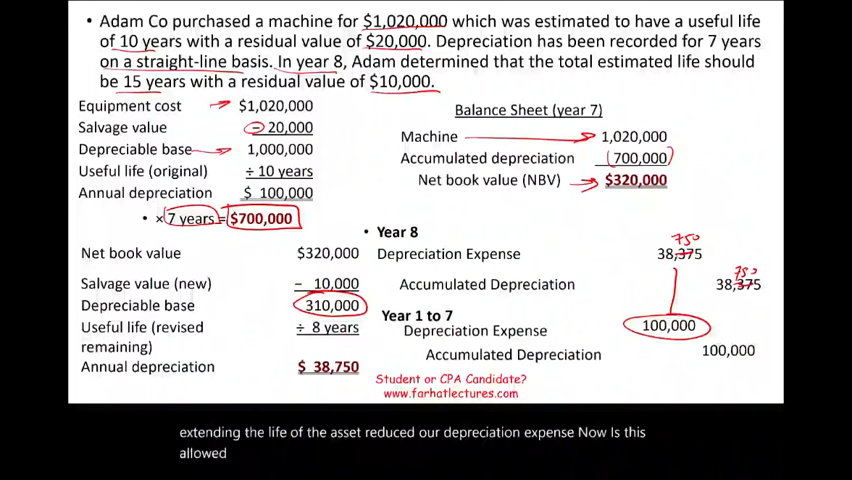 • Adam Co purchased a machine for $1,020,000 which was estimated to have a useful life
of 10 years with a residual value of $20,000. Depreciation has been recorded for 7 years
on a straight-line basis. In year 8, Adam determined that the total estimated life should
be 15 years with a residual value of $10,000.
Equipment cost $1,020,000
Salvage value - 20,000
Depreciable base 1,000,000
Useful life (original) ÷ 10 years
Annual depreciation $ 100,000
• × 7 years = $700,000
Balance Sheet (year 7)
Machine 1,020,000
Accumulated depreciation (700,000)
Net book value (NBV) $320,000
Net book value $320,000
Salvage value (new) - 10,000
Depreciable base 310,000
Useful life (revised ÷ 8 years
remaining)
Annual depreciation $ 38,750
• Year 8
750
Depreciation Expense 38,375
750
Accumulated Depreciation 38,375
Year 1 to 7
Depreciation Expense 100,000
Accumulated Depreciation 100,000
Student or CPA Candidate?
www.farhatlectures.com
extending the life of the asset reduced our depreciation expense Now Is this
allowed